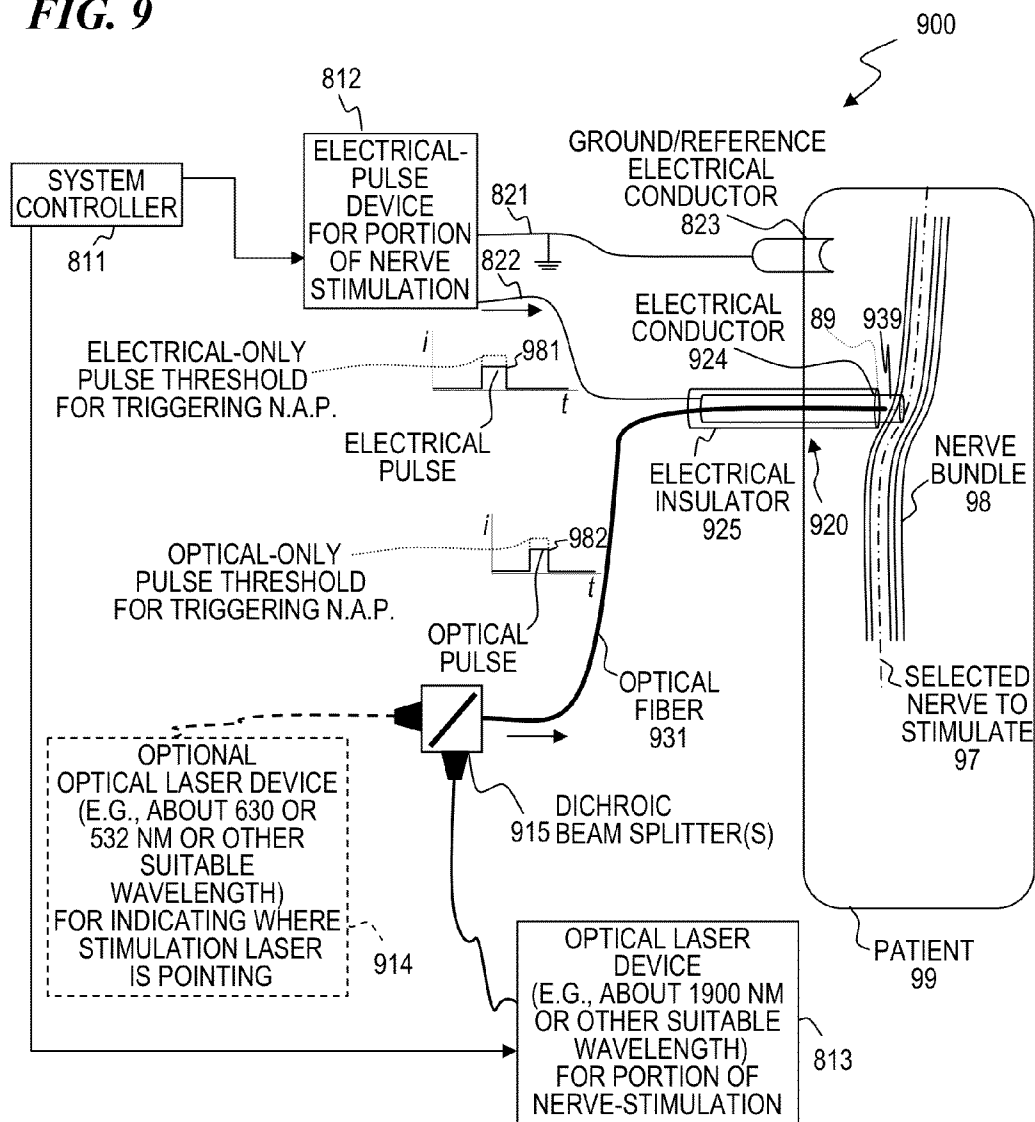 FIG. 9
900
812
ELECTRICAL-
PULSE
DEVICE
FOR PORTION
OF NERVE
STIMULATION
SYSTEM
CONTROLLER
811
821
822
GROUND/REFERENCE
ELECTRICAL
CONDUCTOR
823
ELECTRICAL
CONDUCTOR
924
89
939
ELECTRICAL-ONLY
PULSE THRESHOLD
FOR TRIGGERING N.A.P.
i
981
t
ELECTRICAL
PULSE
ELECTRICAL
INSULATOR
925
920
NERVE
BUNDLE
98
OPTICAL-ONLY
PULSE THRESHOLD
FOR TRIGGERING N.A.P.
i
982
t
OPTICAL
PULSE
OPTICAL
FIBER
931
SELECTED
NERVE TO
STIMULATE
97
OPTIONAL
OPTICAL LASER DEVICE
(E.G., ABOUT 630 OR
532 NM OR OTHER
SUITABLE
WAVELENGTH)
FOR INDICATING WHERE
STIMULATION LASER
IS POINTING
914
DICHROIC
915 BEAM SPLITTER(S)
OPTICAL LASER
DEVICE
(E.G., ABOUT 1900 NM
OR OTHER SUITABLE
WAVELENGTH)
FOR PORTION OF
NERVE-STIMULATION
813
PATIENT
99